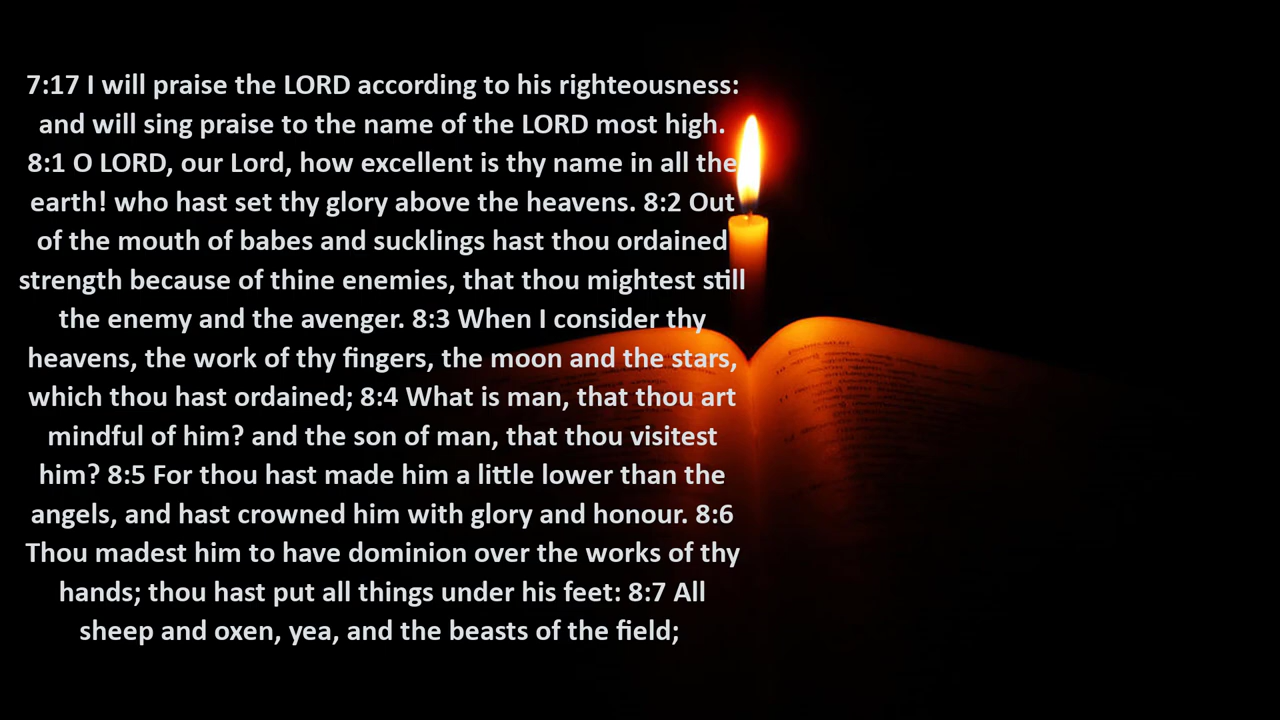 7:17 I will praise the LORD according to his righteousness:
and will sing praise to the name of the LORD most high.
8:1 O LORD, our Lord, how excellent is thy name in all the
earth! who hast set thy glory above the heavens. 8:2 Out
of the mouth of babes and sucklings hast thou ordained
strength because of thine enemies, that thou mightest still
the enemy and the avenger. 8:3 When I consider thy
heavens, the work of thy fingers, the moon and the stars,
which thou hast ordained; 8:4 What is man, that thou art
mindful of him? and the son of man, that thou visitest
him? 8:5 For thou hast made him a little lower than the
angels, and hast crowned him with glory and honour. 8:6
Thou madest him to have dominion over the works of thy
hands; thou hast put all things under his feet: 8:7 All
sheep and oxen, yea, and the beasts of the field;